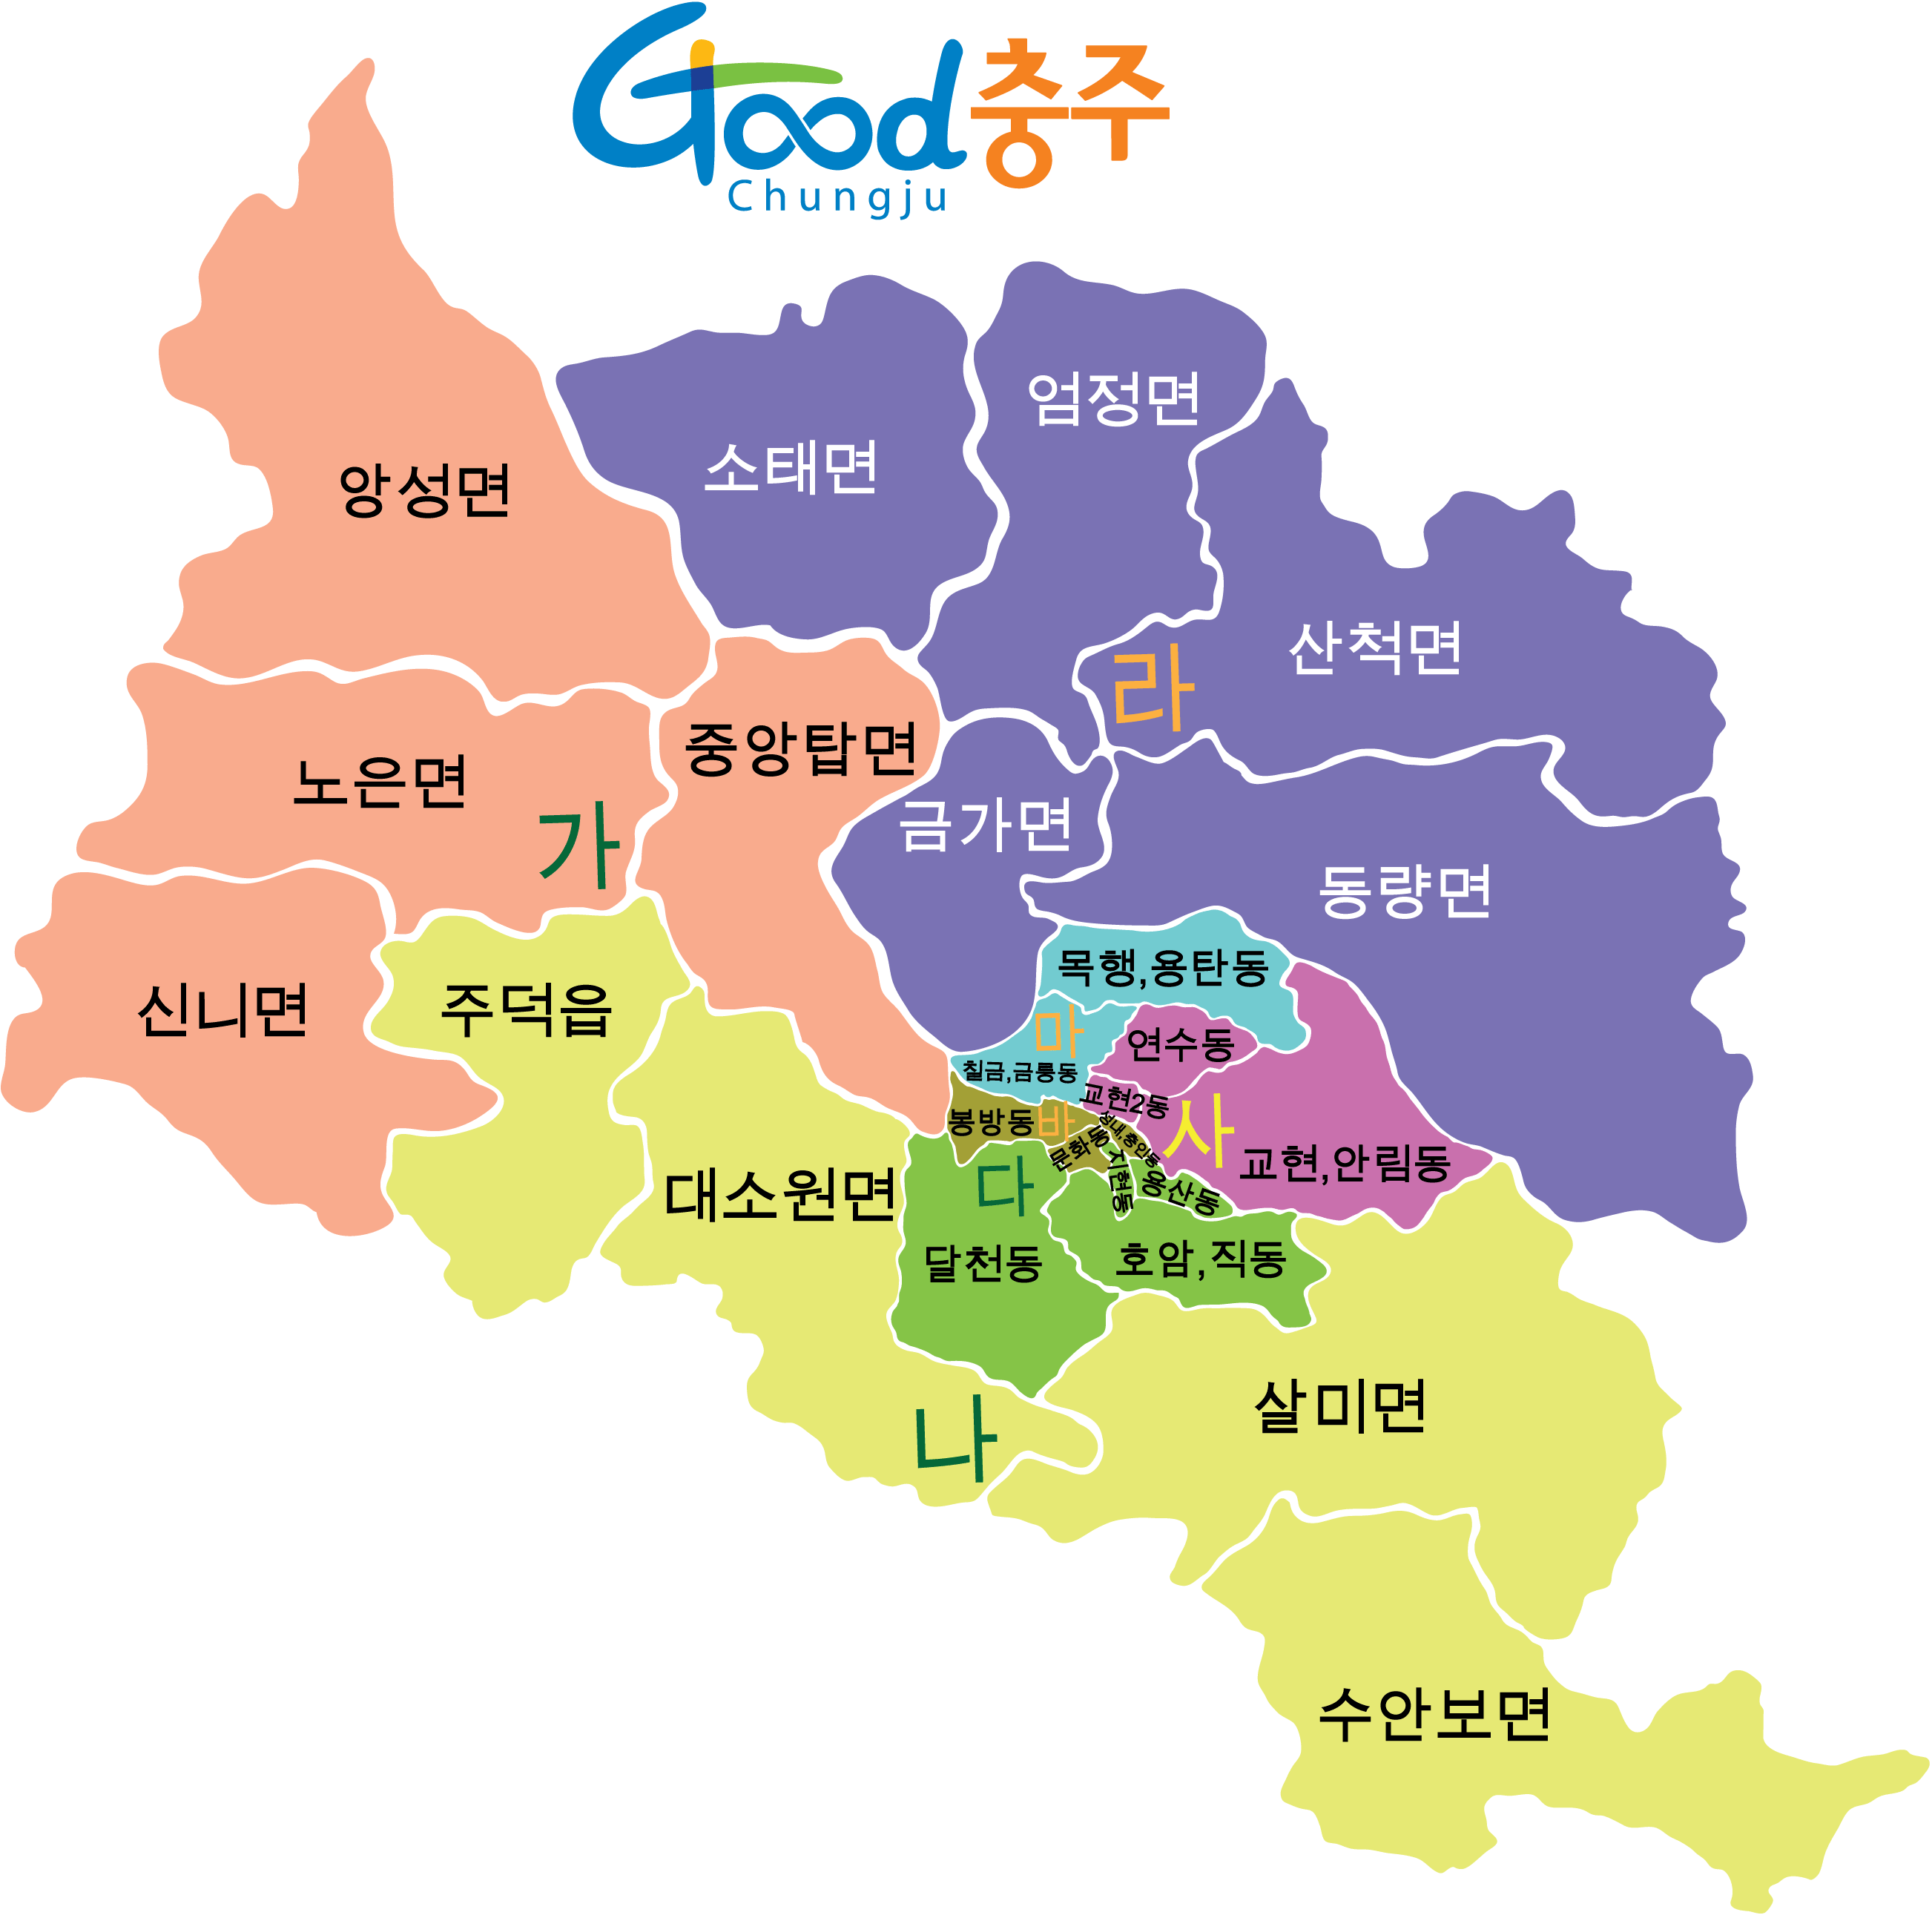 Good충주
Chungju
엄정면
소태면
앙성면
산척면
라
중앙탑면
노은면
금가면
가
동량면
목행,용탄동
신니면
주덕읍
마
연수동
칠금,금릉동
교현2동
봉방동
바
성내,충인동
사
문화동
교현,안림동
지현동
용산동
다
대소원면
달천동
호암,직동
살미면
나
수안보면